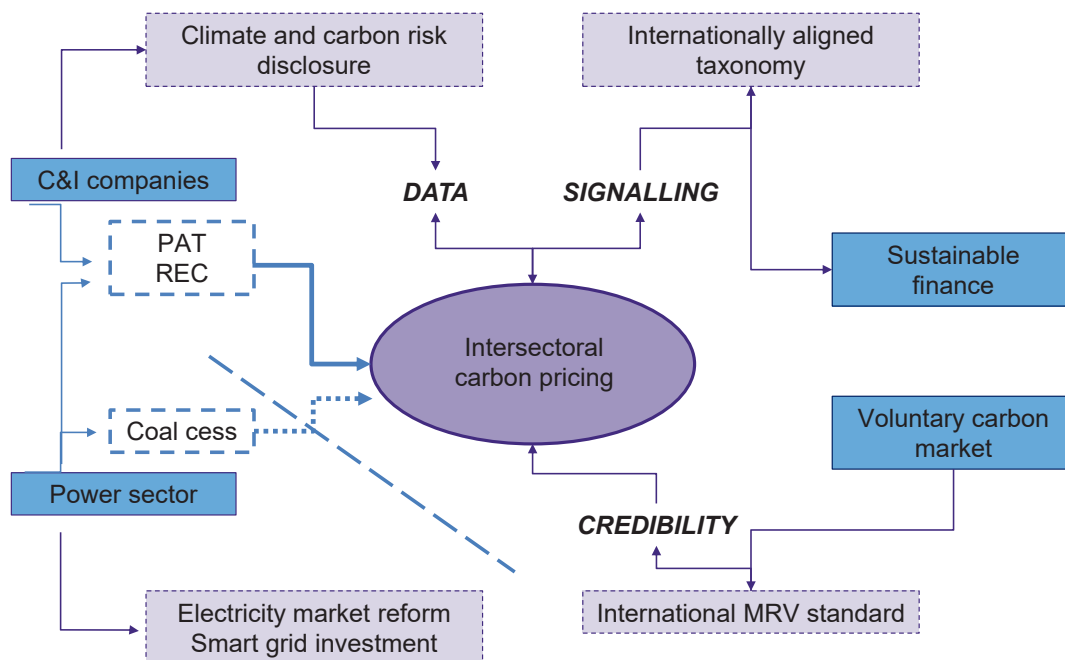 Climate and carbon risk
disclosure
Internationally aligned
taxonomy
C&I companies
DATA
SIGNALLING
PAT
REC
Sustainable
finance
Intersectoral
carbon pricing
Coal cess
Voluntary carbon
market
Power sector
CREDIBILITY
Electricity market reform
Smart grid investment
International MRV standard